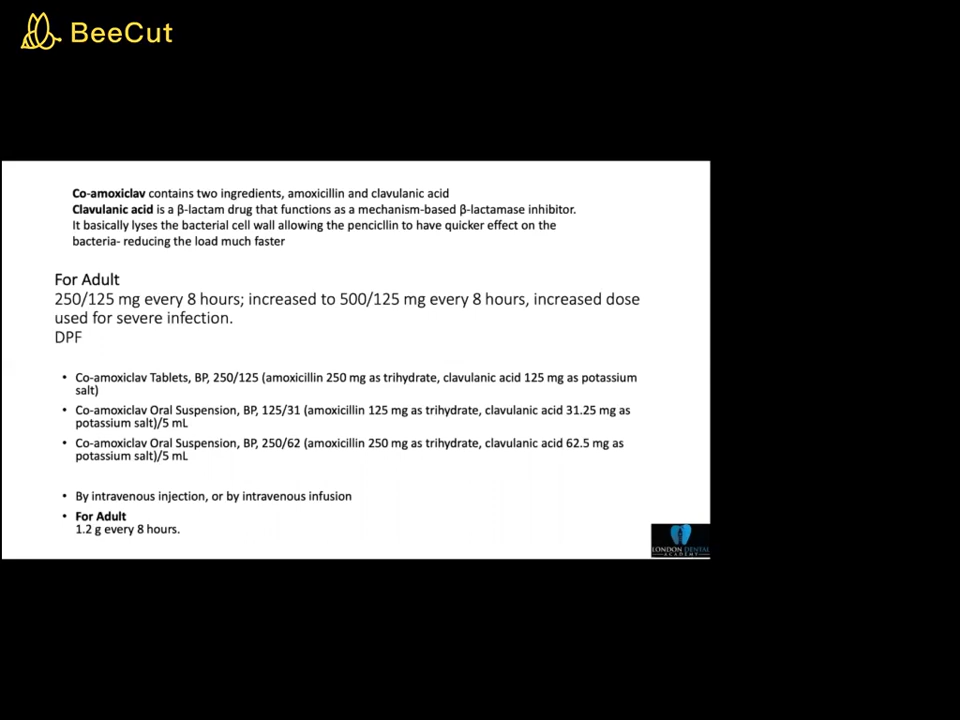 BeeCut
Co-amoxiclav contains two ingredients, amoxicillin and clavulanic acid
Clavulanic acid is a β-lactam drug that functions as a mechanism-based β-lactamase inhibitor.
It basically lyses the bacterial cell wall allowing the pencicllin to have quicker effect on the
bacteria- reducing the load much faster
For Adult
250/125 mg every 8 hours; increased to 500/125 mg every 8 hours, increased dose
used for severe infection.
DPF
• Co-amoxiclav Tablets, BP, 250/125 (amoxicillin 250 mg as trihydrate, clavulanic acid 125 mg as potassium
salt)
• Co-amoxiclav Oral Suspension, BP, 125/31 (amoxicillin 125 mg as trihydrate, clavulanic acid 31.25 mg as
potassium salt)/5 mL
• Co-amoxiclav Oral Suspension, BP, 250/62 (amoxicillin 250 mg as trihydrate, clavulanic acid 62.5 mg as
potassium salt)/5 mL
• By intravenous injection, or by intravenous infusion
• For Adult
1.2 g every 8 hours.
LONDON DENTAL
ACADEMY